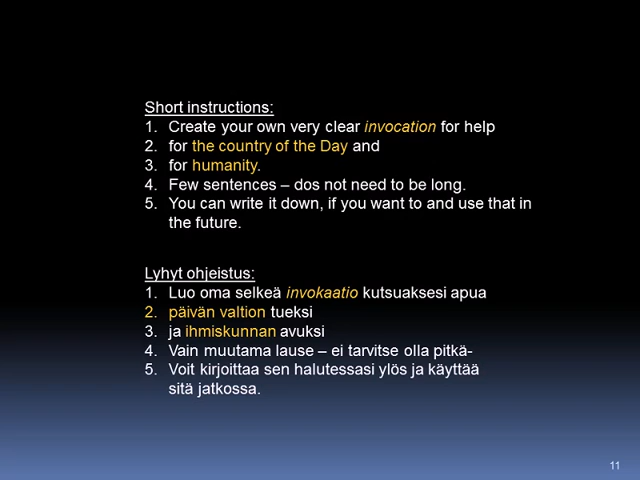 Short instructions:
1. Create your own very clear invocation for help
2. for the country of the Day and
3. for humanity.
4. Few sentences – dos not need to be long.
5. You can write it down, if you want to and use that in
the future.
Lyhyt ohjeistus:
1. Luo oma selkeä invokaatio kutsuaksesi apua
2. päivän valtion tueksi
3. ja ihmiskunnan avuksi
4. Vain muutama lause – ei tarvitse olla pitkä-
5. Voit kirjoittaa sen halutessasi ylös ja käyttää
sitä jatkossa.
11